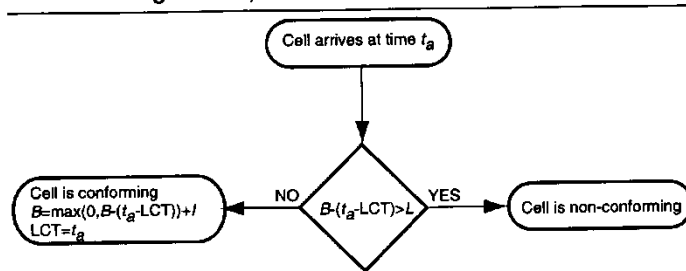 Cell arrives at time tₐ
Cell is conforming
B=max(0,B-(tₐ-LCT))+I
LCT=tₐ
NO
B-(tₐ-LCT)>L
YES
Cell is non-conforming